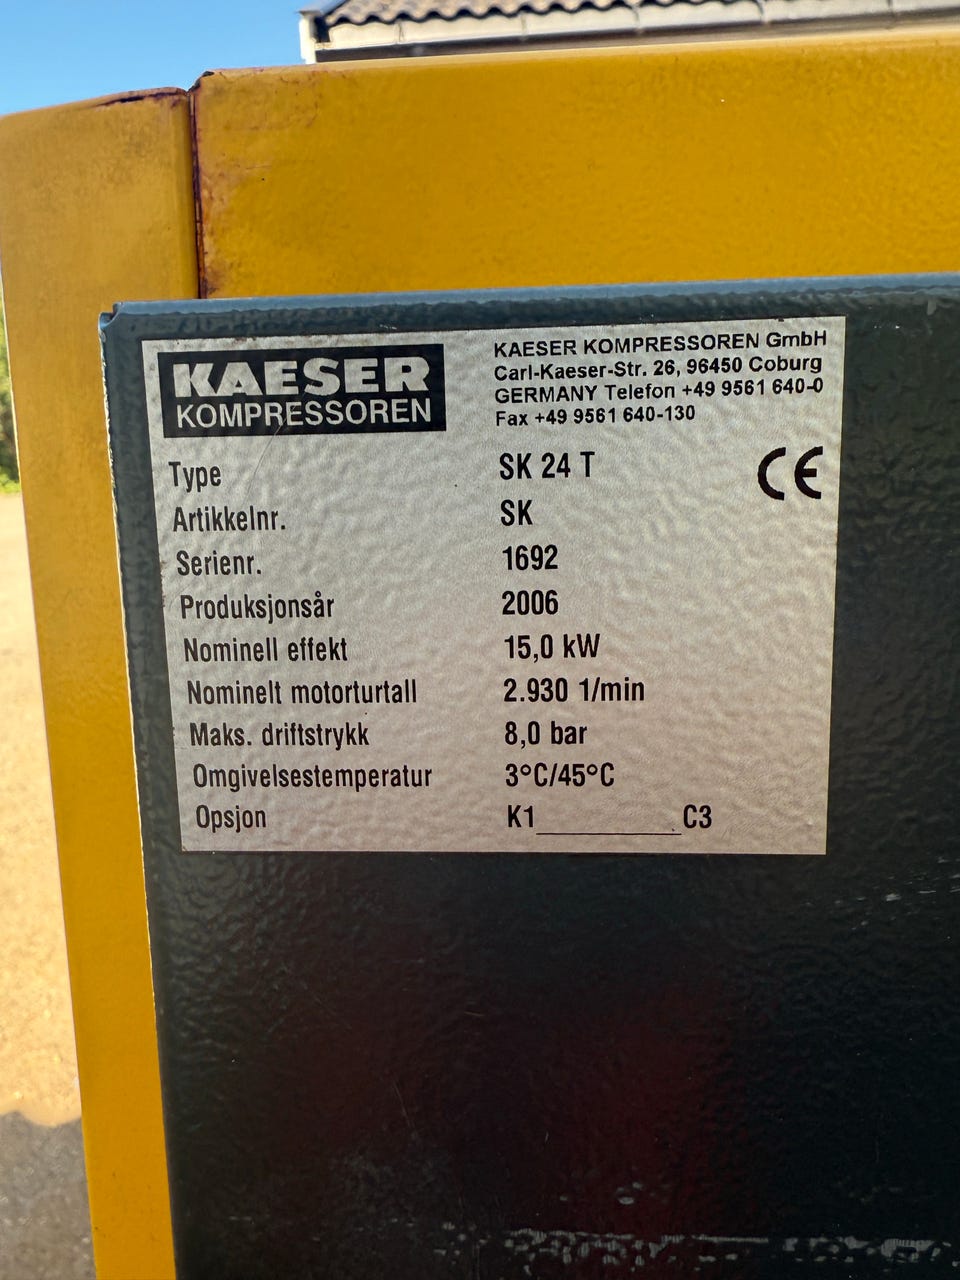 KAESER
KOMPRESSOREN
KAESER KOMPRESSOREN GmbH
Carl-Kaeser-Str. 26, 96450 Coburg
GERMANY Telefon +49 9561 640-0
Fax +49 9561 640-130
CE
Type SK 24 T
Artikkelnr. SK
Serienr. 1692
Produksjonsår 2006
Nominell effekt 15,0 kW
Nominelt motorturtall 2.930 1/min
Maks. driftstrykk 8,0 bar
Omgivelsestemperatur 3°C/45°C
Opsjon K1__________C3